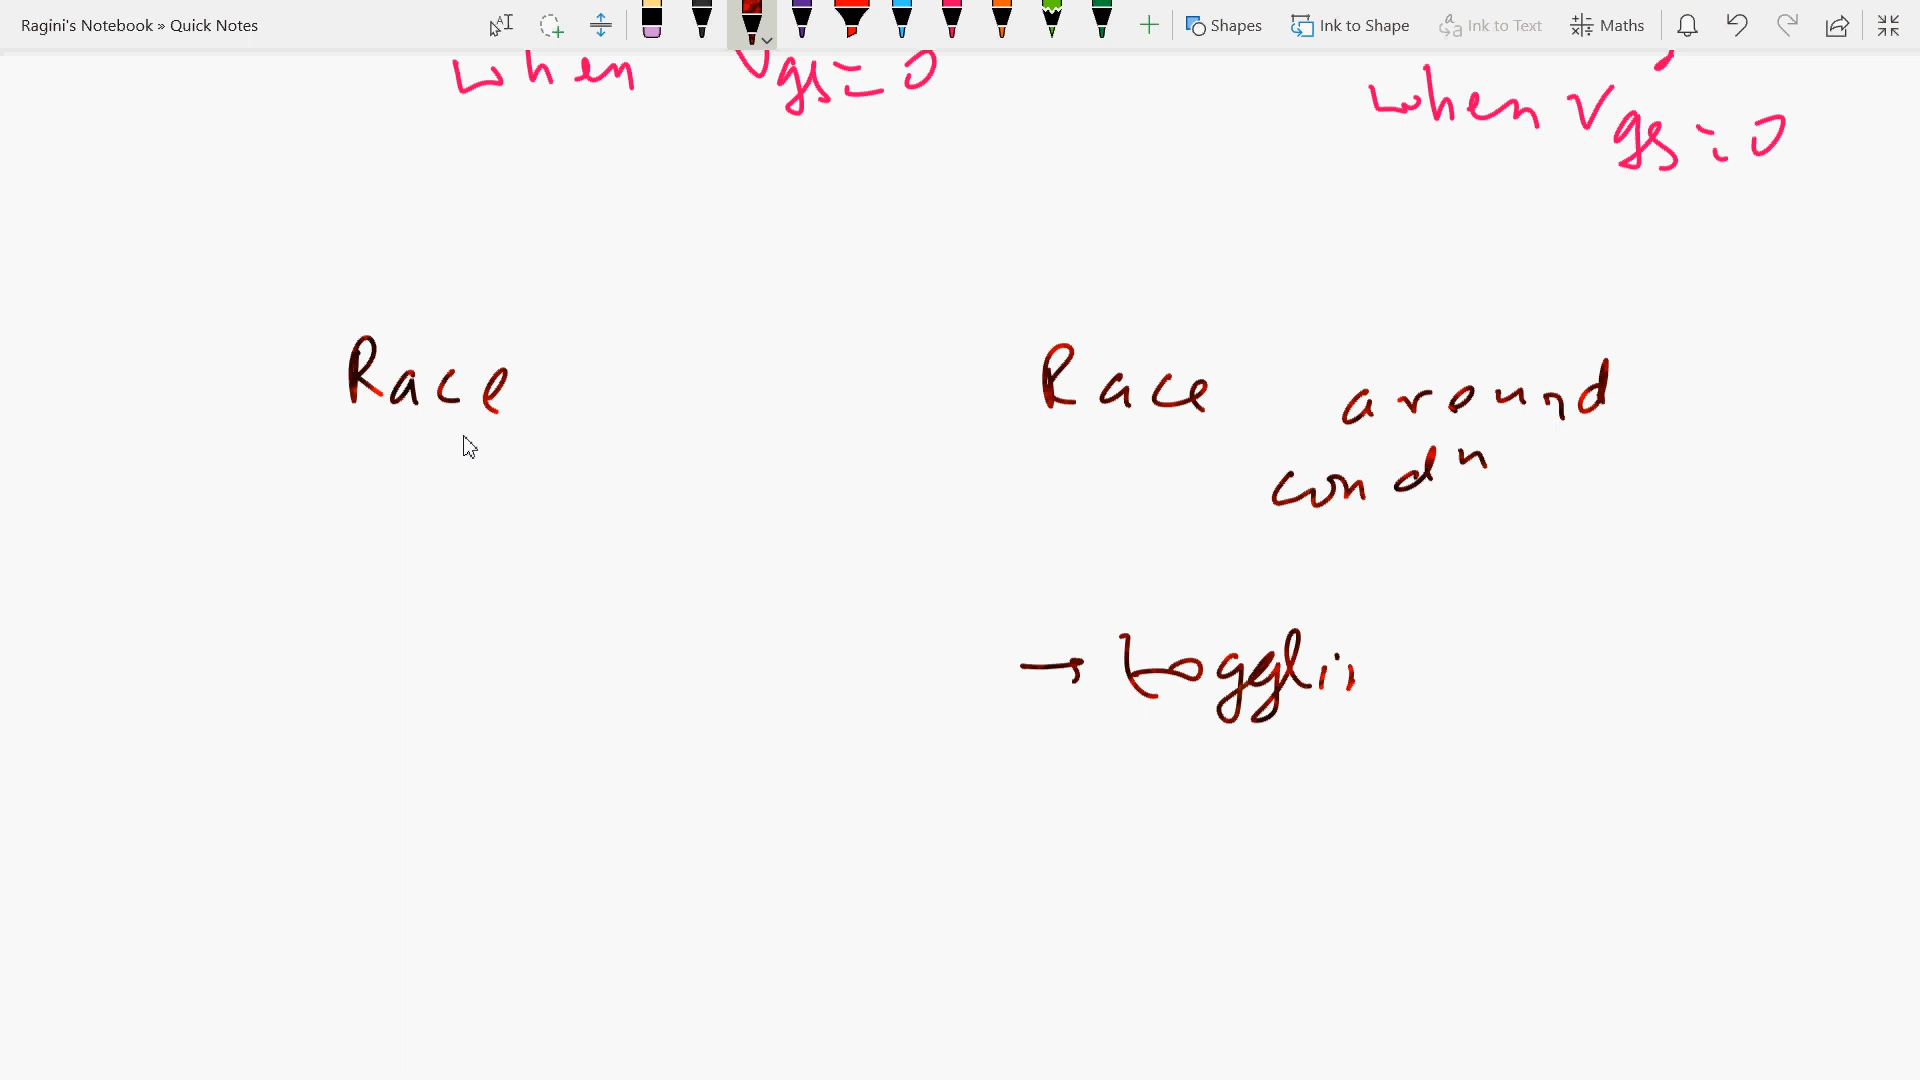 Ragini's Notebook » Quick Notes
Shapes
Ink to Shape
Ink to Text
Maths
when Vgs=0
when Vgs=0
Race
Race around
condn
→ toggli